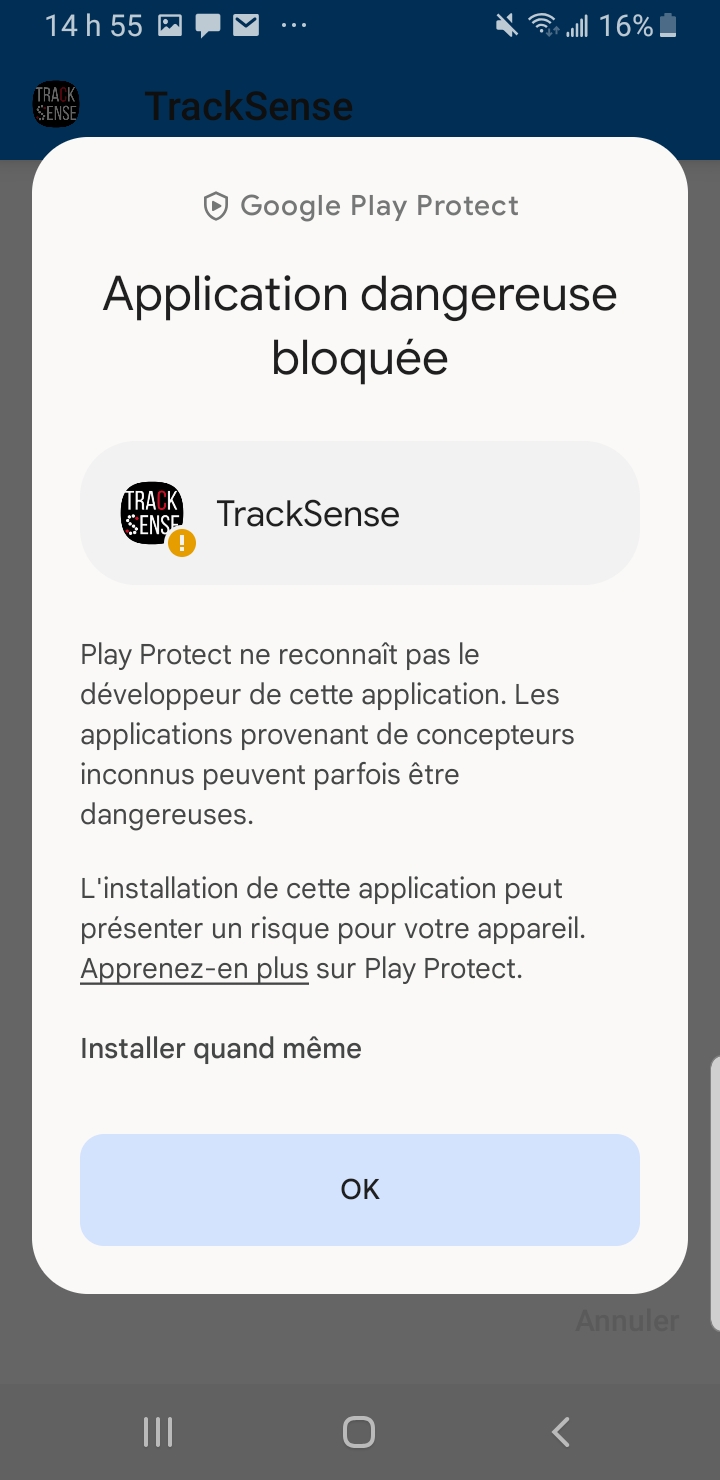 14 h 55 16%
TRACK
SENSE
TrackSense
Google Play Protect
Application dangereuse
bloquée
TRACK
SENSE
TrackSense
Play Protect ne reconnaît pas le
développeur de cette application. Les
applications provenant de concepteurs
inconnus peuvent parfois être
dangereuses.
L'installation de cette application peut
présenter un risque pour votre appareil.
Apprenez-en plus sur Play Protect.
Installer quand même
OK
Annuler